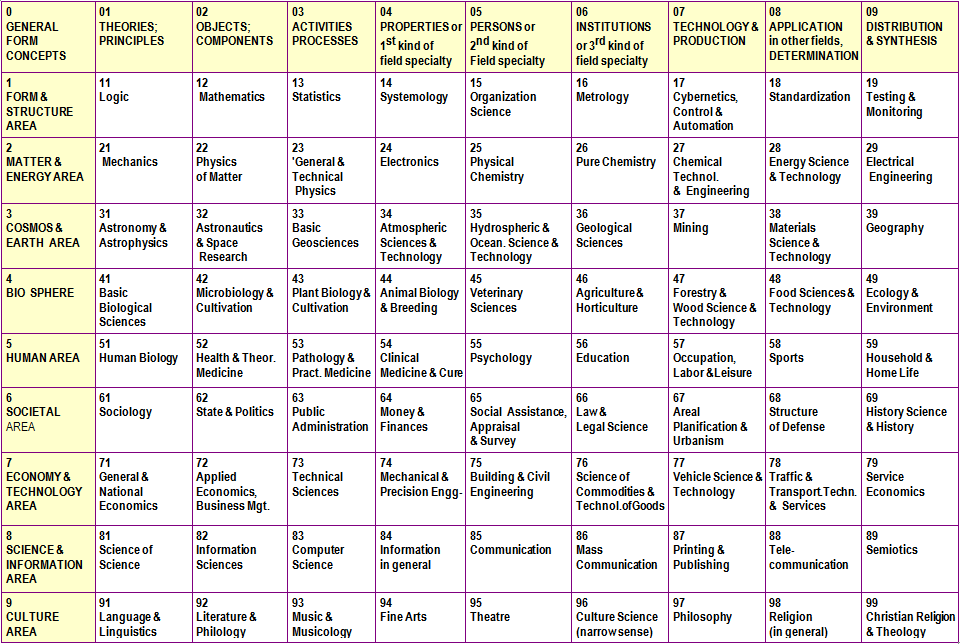 0
GENERAL
FORM
CONCEPTS
01
THEORIES;
PRINCIPLES
02
OBJECTS;
COMPONENTS
03
ACTIVITIES
PROCESSES
04
PROPERTIES or
1st kind of
field specialty
05
PERSONS or
2nd kind of
Field specialty
06
INSTITUTIONS
or 3rd kind of
field specialty
07
TECHNOLOGY &
PRODUCTION
08
APPLICATION
in other fields,
DETERMINATION
09
DISTRIBUTION
& SYNTHESIS
1
FORM &
STRUCTURE
AREA
11
Logic
12
Mathematics
13
Statistics
14
Systemology
15
Organization
Science
16
Metrology
17
Cybernetics,
Control &
Automation
18
Standardization
19
Testing &
Monitoring
2
MATTER &
ENERGY AREA
21
Mechanics
22
Physics
of Matter
23
'General &
Technical
Physics
24
Electronics
25
Physical
Chemistry
26
Pure Chemistry
27
Chemical
Technol.
& Engineering
28
Energy Science
& Technology
29
Electrical
Engineering
3
COSMOS &
EARTH AREA
31
Astronomy &
Astrophysics
32
Astronautics
& Space
Research
33
Basic
Geosciences
34
Atmospheric
Sciences &
Technology
35
Hydrospheric &
Ocean. Science &
Technology
36
Geological
Sciences
37
Mining
38
Materials
Science &
Technology
39
Geography
4
BIO SPHERE
41
Basic
Biological
Sciences
42
Microbiology &
Cultivation
43
Plant Biology &
Cultivation
44
Animal Biology
& Breeding
45
Veterinary
Sciences
46
Agriculture &
Horticulture
47
Forestry &
Wood Science &
Technology
48
Food Sciences &
Technology
49
Ecology &
Environment
5
HUMAN AREA
51
Human Biology
52
Health & Theor.
Medicine
53
Pathology &
Pract. Medicine
54
Clinical
Medicine & Cure
55
Psychology
56
Education
57
Occupation,
Labor &Leisure
58
Sports
59
Household &
Home Life
6
SOCIETAL
AREA
61
Sociology
62
State & Politics
63
Public
Administration
64
Money &
Finances
65
Social Assistance,
Appraisal
& Survey
66
Law &
Legal Science
67
Areal
Planification &
Urbanism
68
Structure
of Defense
69
History Science
& History
7
ECONOMY &
TECHNOLOGY
AREA
71
General &
National
Economics
72
Applied
Economics,
Business Mgt.
73
Technical
Sciences
74
Mechanical &
Precision Engg-
75
Building & Civil
Engineering
76
Science of
Commodities &
Technol.ofGoods
77
Vehicle Science &
Technology
78
Traffic &
Transport.Techn.
& Services
79
Service
Economics
8
SCIENCE &
INFORMATION
AREA
81
Science of
Science
82
Information
Sciences
83
Computer
Science
84
Information
in general
85
Communication
86
Mass
Communication
87
Printing &
Publishing
88
Tele-
communication
89
Semiotics
9
CULTURE
AREA
91
Language &
Linguistics
92
Literature &
Philology
93
Music &
Musicology
94
Fine Arts
95
Theatre
96
Culture Science
(narrow sense)
97
Philosophy
98
Religion
(in general)
99
Christian Religion
& Theology